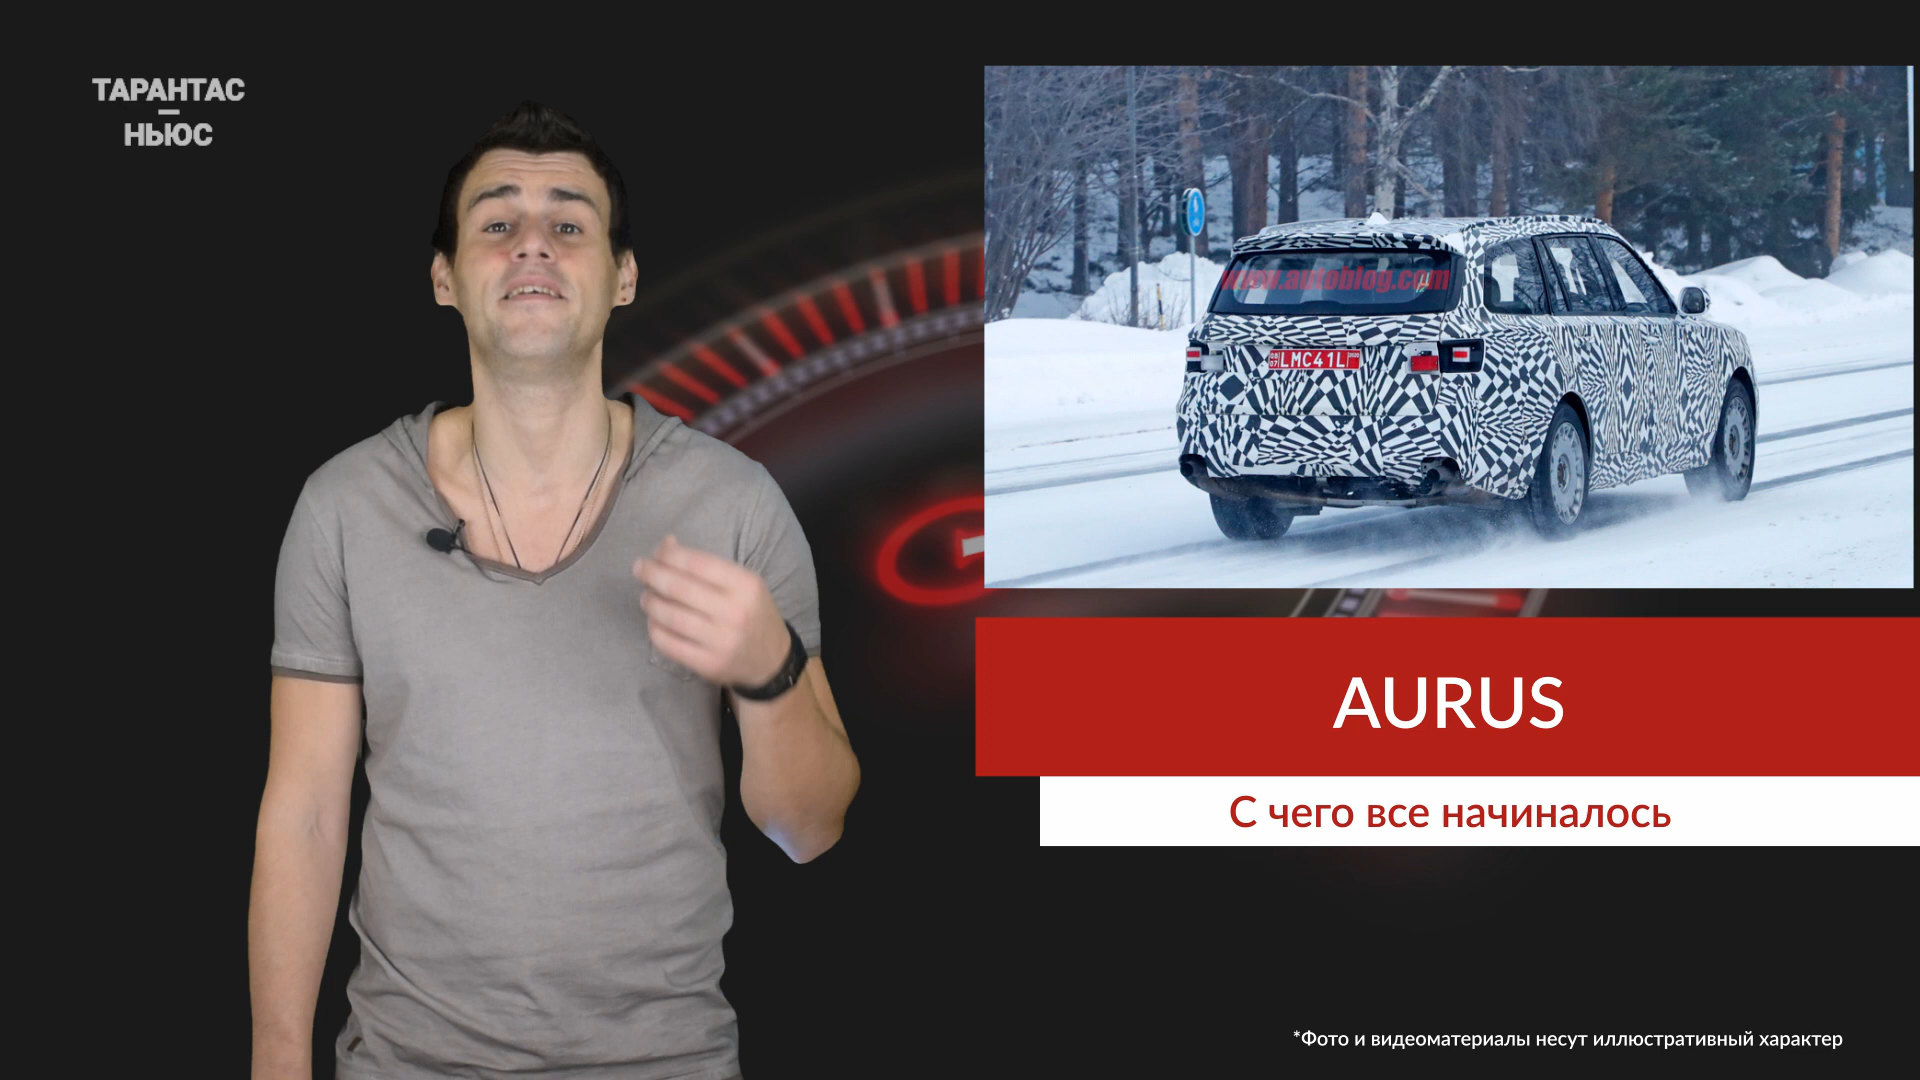 ТАРАНТАС
НЬЮС
www.autoblog.com
LMC41L
AURUS
С чего все начиналось
*Фото и видеоматериалы несут иллюстративный характер